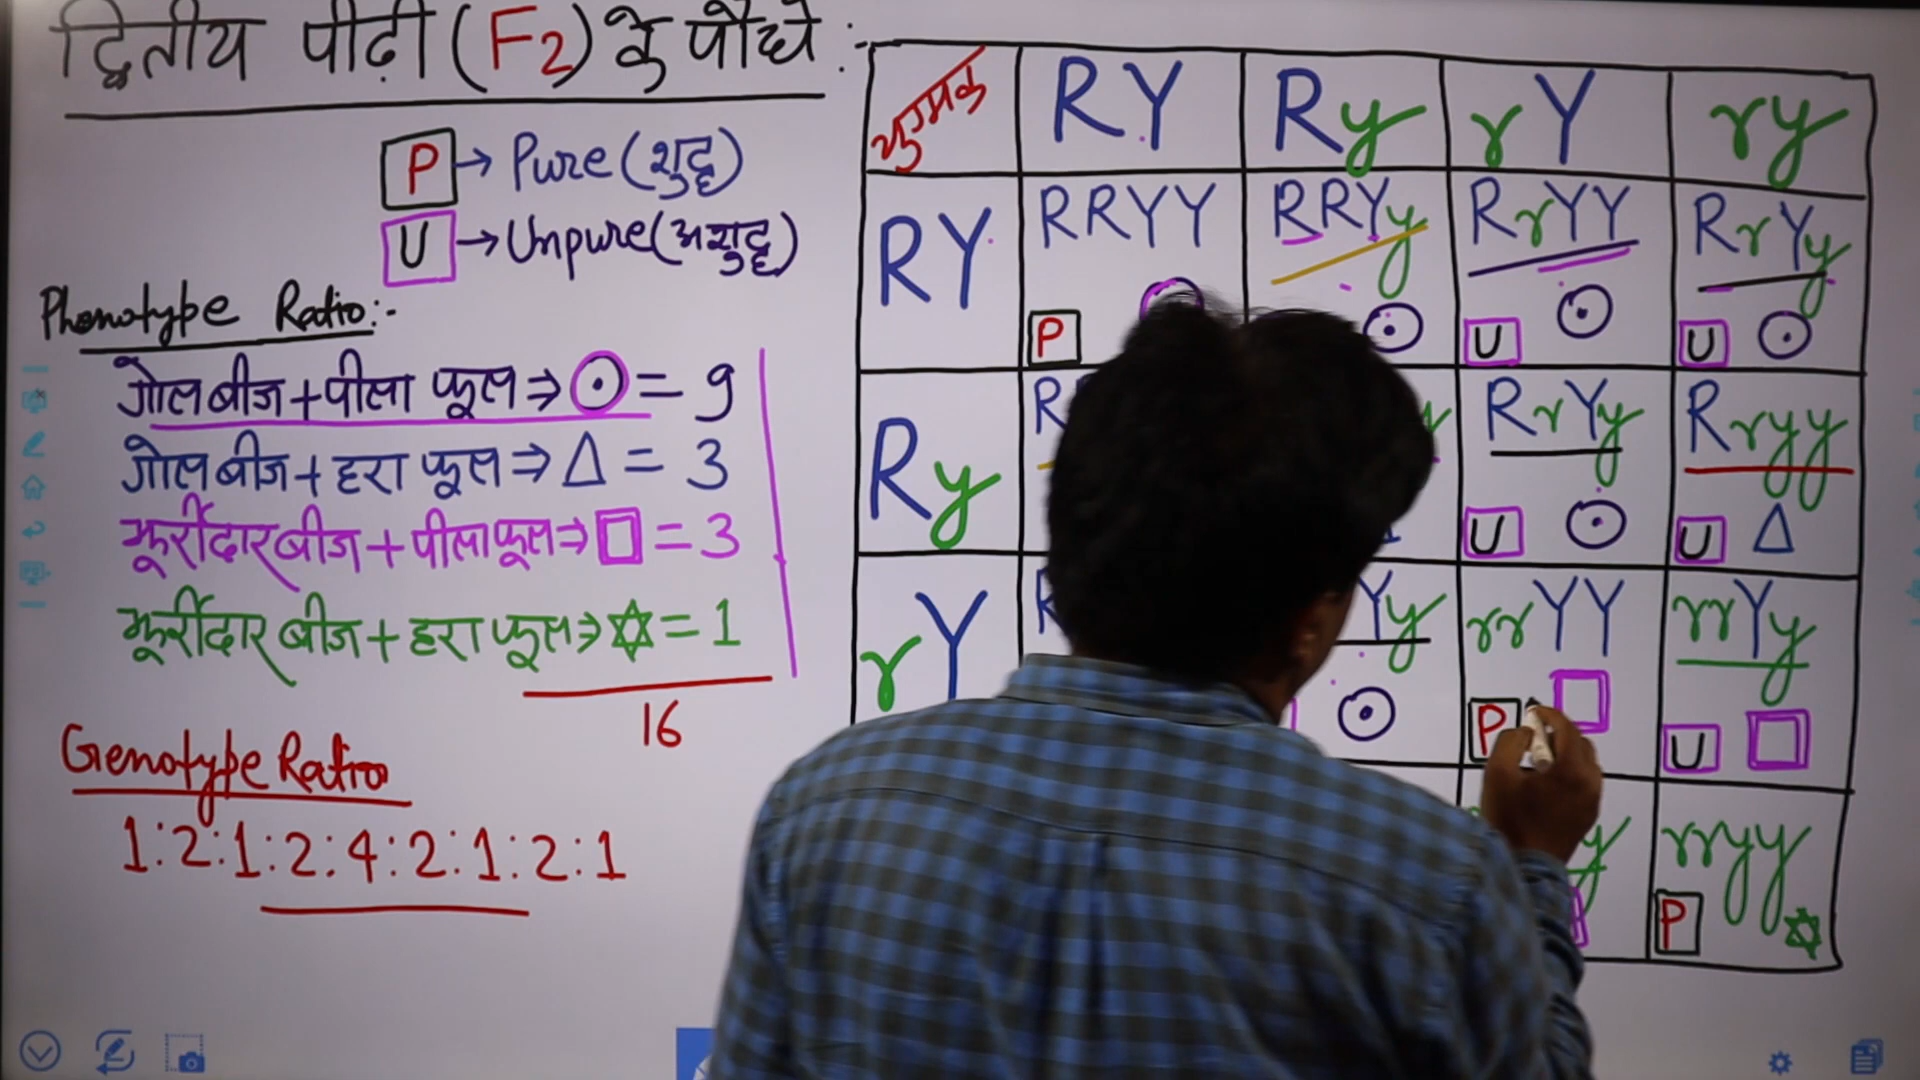 द्वितीय पीढ़ी (F2) के पौधे :-
P → Pure (शुद्ध)
U → Unpure (अशुद्ध)
Phenotype Ratio:-
गोल बीज + पीला फूल ⇒ ⊙ = 9
गोल बीज + हरा फूल ⇒ △ = 3
झुर्रीदार बीज + पीला फूल ⇒ □ = 3
झुर्रीदार बीज + हरा फूल ⇒ ✡ = 1
16
Genotype Ratio
1:2:1:2:4:2:1:2:1
युग्मक RY Ry rY ry
RY RRYY RRYy RrYY RrYy
P U U
Ry R RrYy Rryy
U U △
rY R Yy rrYY rrYy
P U
y rryy
P